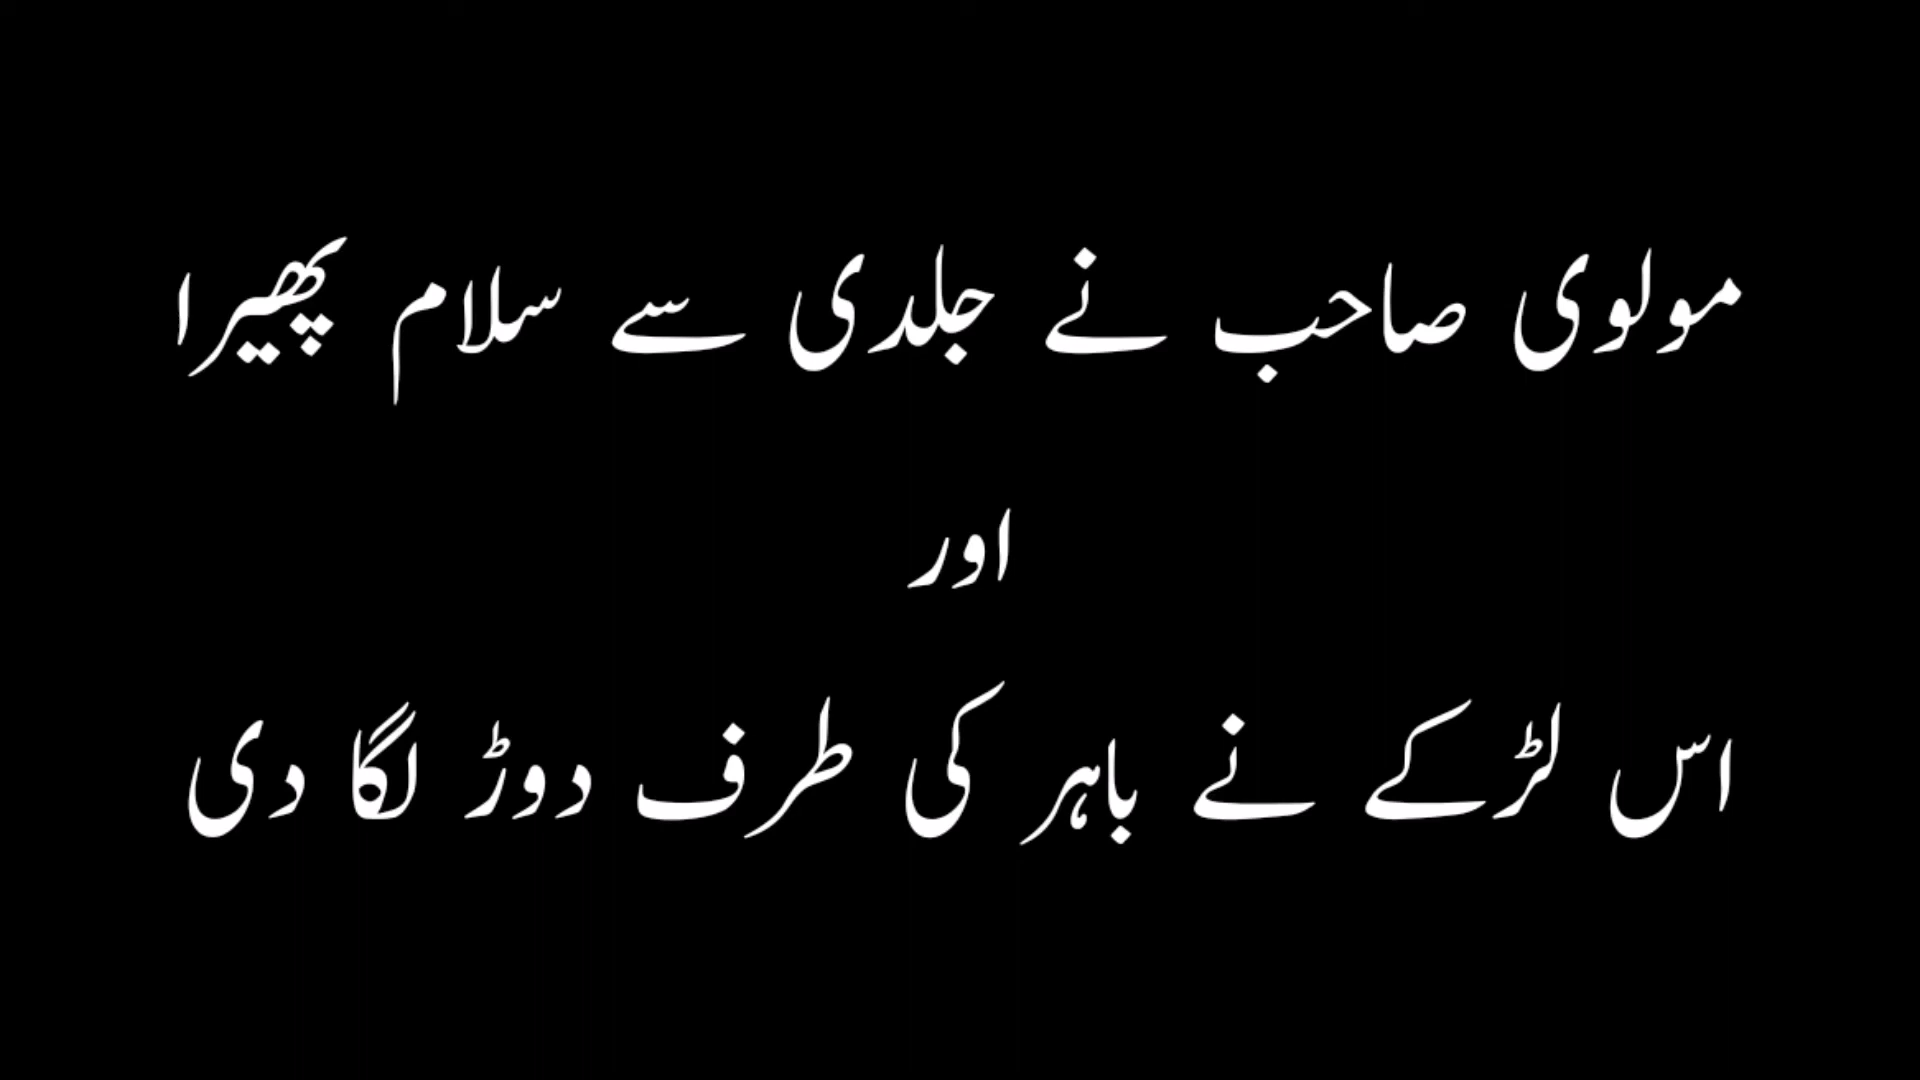 مولوی صاحب نے جلدی سے سلام پھیرا
اور
اس لڑکے نے باہر کی طرف دوڑ لگا دی